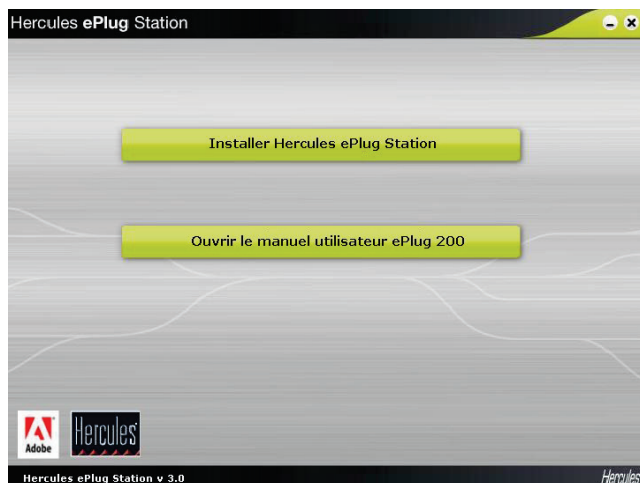 Hercules ePlug Station
Installer Hercules ePlug Station
Ouvrir le manuel utilisateur ePlug 200
Adobe
Hercules
Hercules ePlug Station v 3.0
Hercules